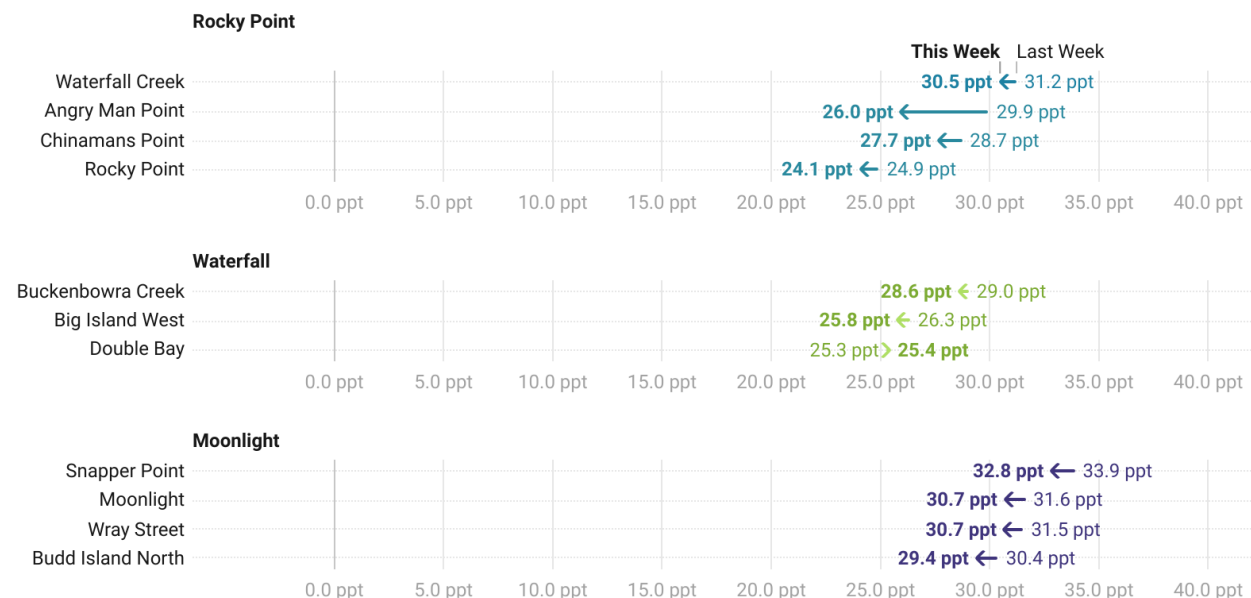 Rocky Point
This Week Last Week
Waterfall Creek 30.5 ppt 31.2 ppt
Angry Man Point 26.0 ppt 29.9 ppt
Chinamans Point 27.7 ppt 28.7 ppt
Rocky Point 24.1 ppt 24.9 ppt
0.0 ppt 5.0 ppt 10.0 ppt 15.0 ppt 20.0 ppt 25.0 ppt 30.0 ppt 35.0 ppt 40.0 ppt
Waterfall
Buckenbowra Creek 28.6 ppt 29.0 ppt
Big Island West 25.8 ppt 26.3 ppt
Double Bay 25.3 ppt 25.4 ppt
0.0 ppt 5.0 ppt 10.0 ppt 15.0 ppt 20.0 ppt 25.0 ppt 30.0 ppt 35.0 ppt 40.0 ppt
Moonlight
Snapper Point 32.8 ppt 33.9 ppt
Moonlight 30.7 ppt 31.6 ppt
Wray Street 30.7 ppt 31.5 ppt
Budd Island North 29.4 ppt 30.4 ppt
0.0 ppt 5.0 ppt 10.0 ppt 15.0 ppt 20.0 ppt 25.0 ppt 30.0 ppt 35.0 ppt 40.0 ppt